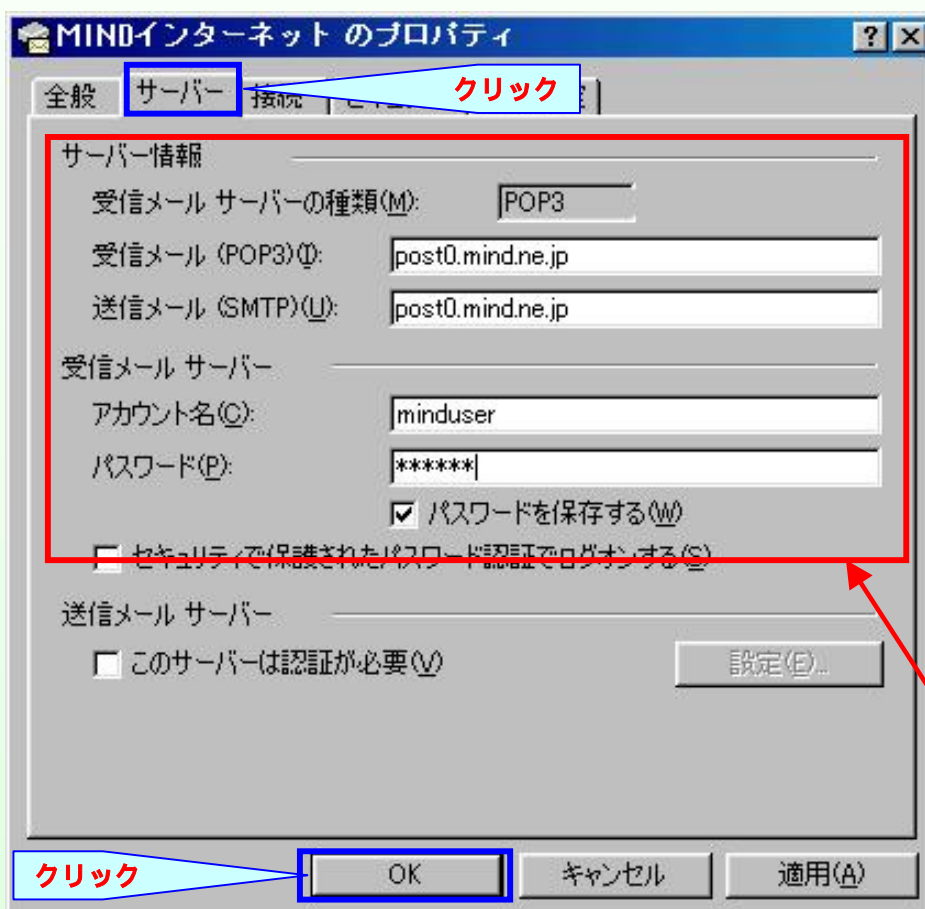 MINDインターネット のプロパティ
全般 サーバー 接続
クリック
サーバー情報
受信メール サーバーの種類(M): POP3
受信メール (POP3)(I): post0.mind.ne.jp
送信メール (SMTP)(U): post0.mind.ne.jp
受信メール サーバー
アカウント名(C): minduser
パスワード(P): ******
パスワードを保存する(W)
セキュリティで保護されたパスワード認証でログオンする(S)
送信メール サーバー
このサーバーは認証が必要(V) 設定(E)...
クリック
OK キャンセル 適用(A)